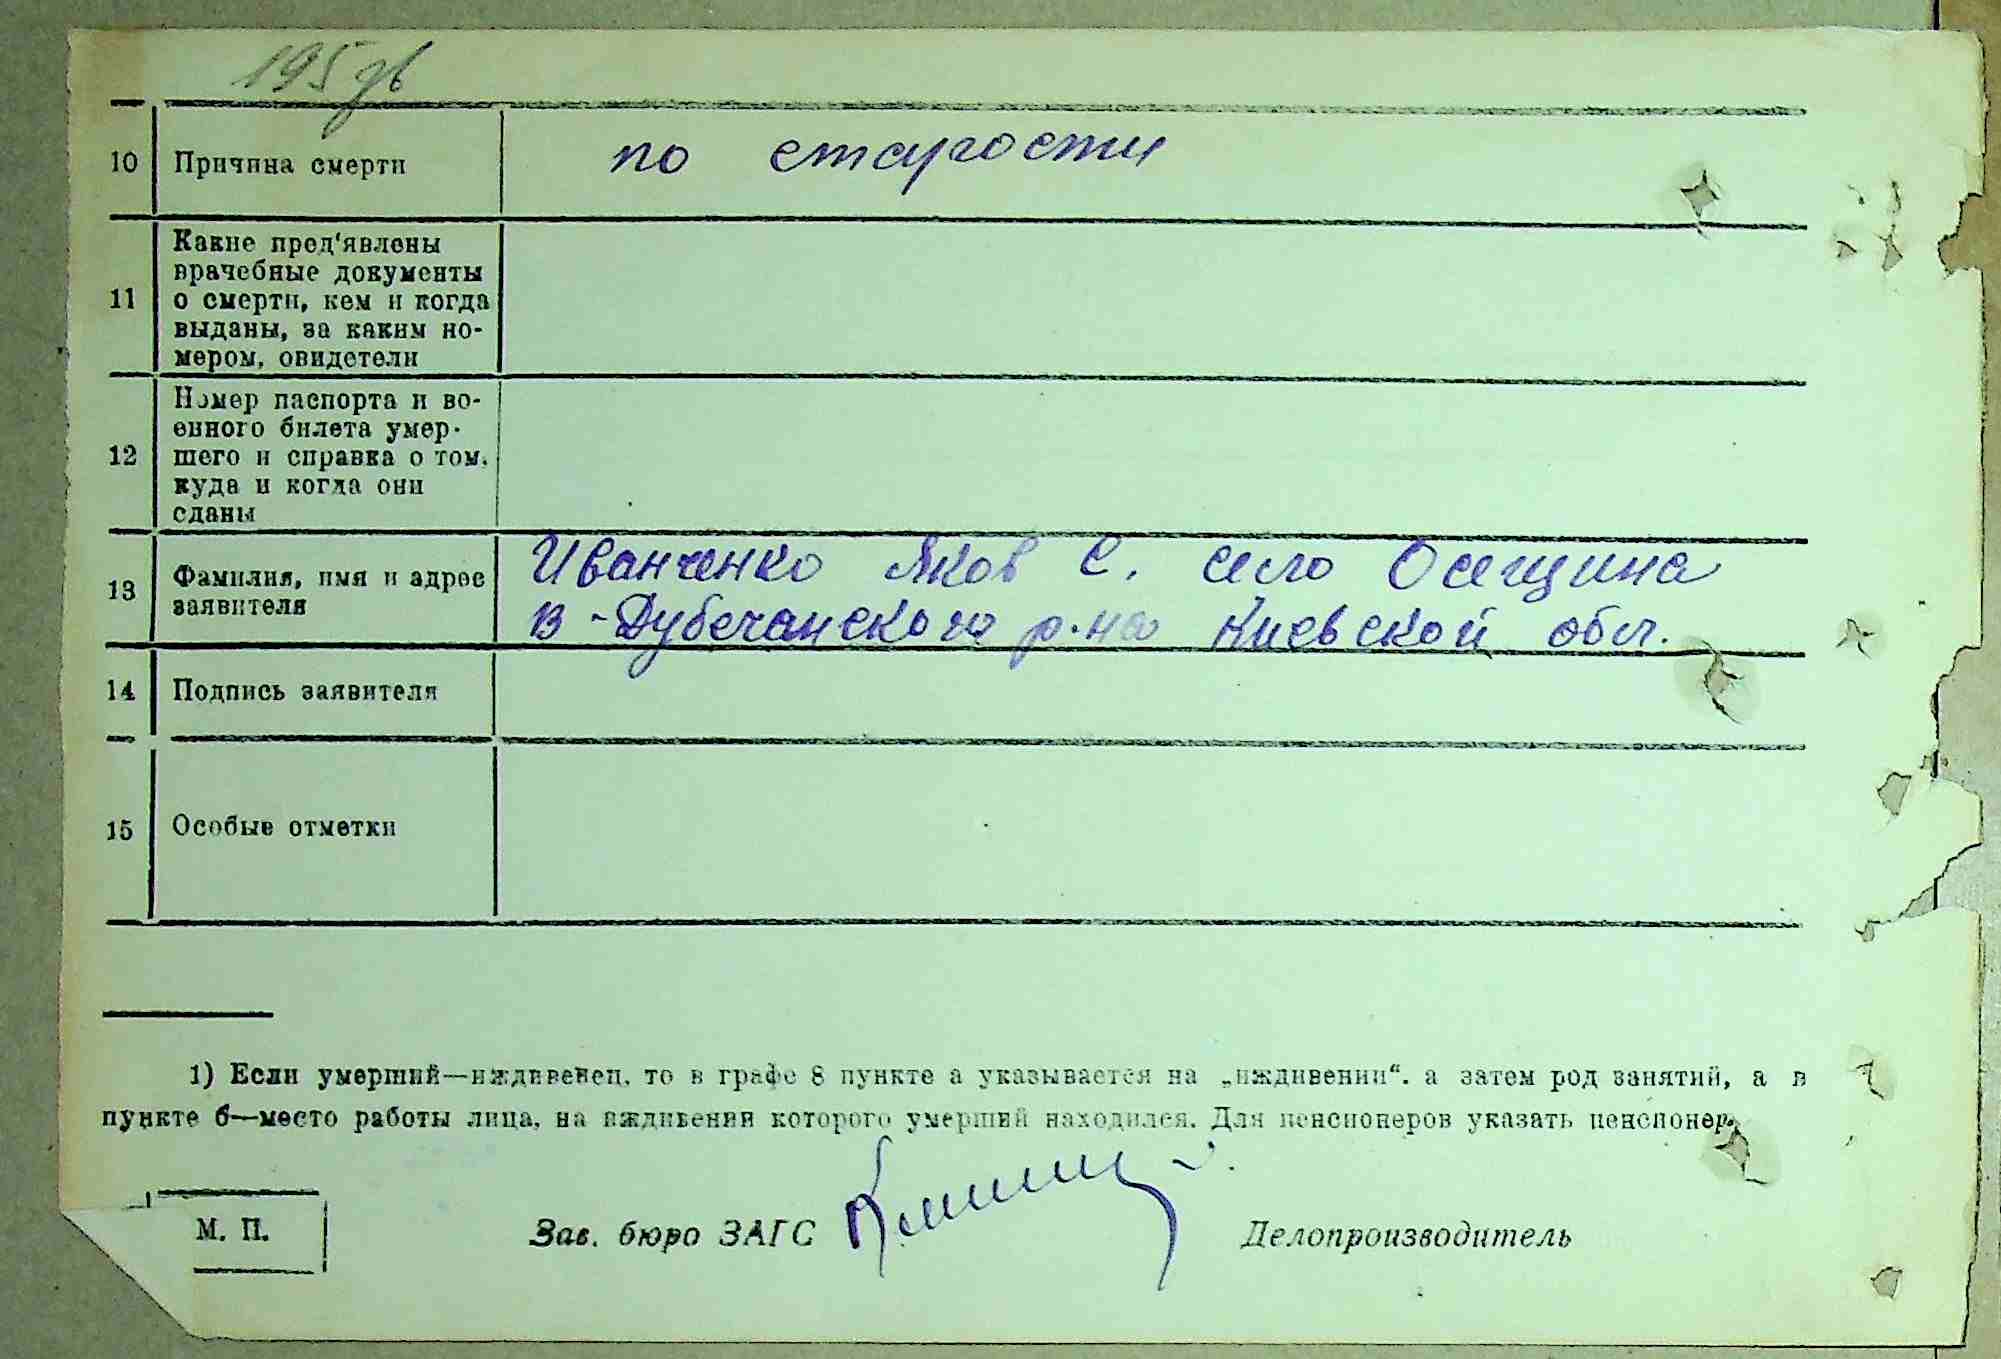 195 зв
10 Причина смерти по старости
11 Какие пред'явлены
врачебные документы
о смерти, кем и когда
выданы, за каким но-
мером, свидетели
12 Номер паспорта и во-
енного билета умер-
шего и справка о том,
куда и когда они
сданы
13 Фамилия, имя и адрес
заявителя
Иванченко Яков С. село Осещина
В-Дубечанского р-на Киевской обл.
14 Подпись заявителя
15 Особые отметки
1) Если умерший—иждивенец, то в графе 8 пункте а указывается на „иждивении“. а затем род занятий, а в
пункте б—место работы лица, на иждивении которого умерший находился. Для пенсионеров указать пенсионер.
М. П.
Зав. бюро ЗАГС
Делопроизводитель